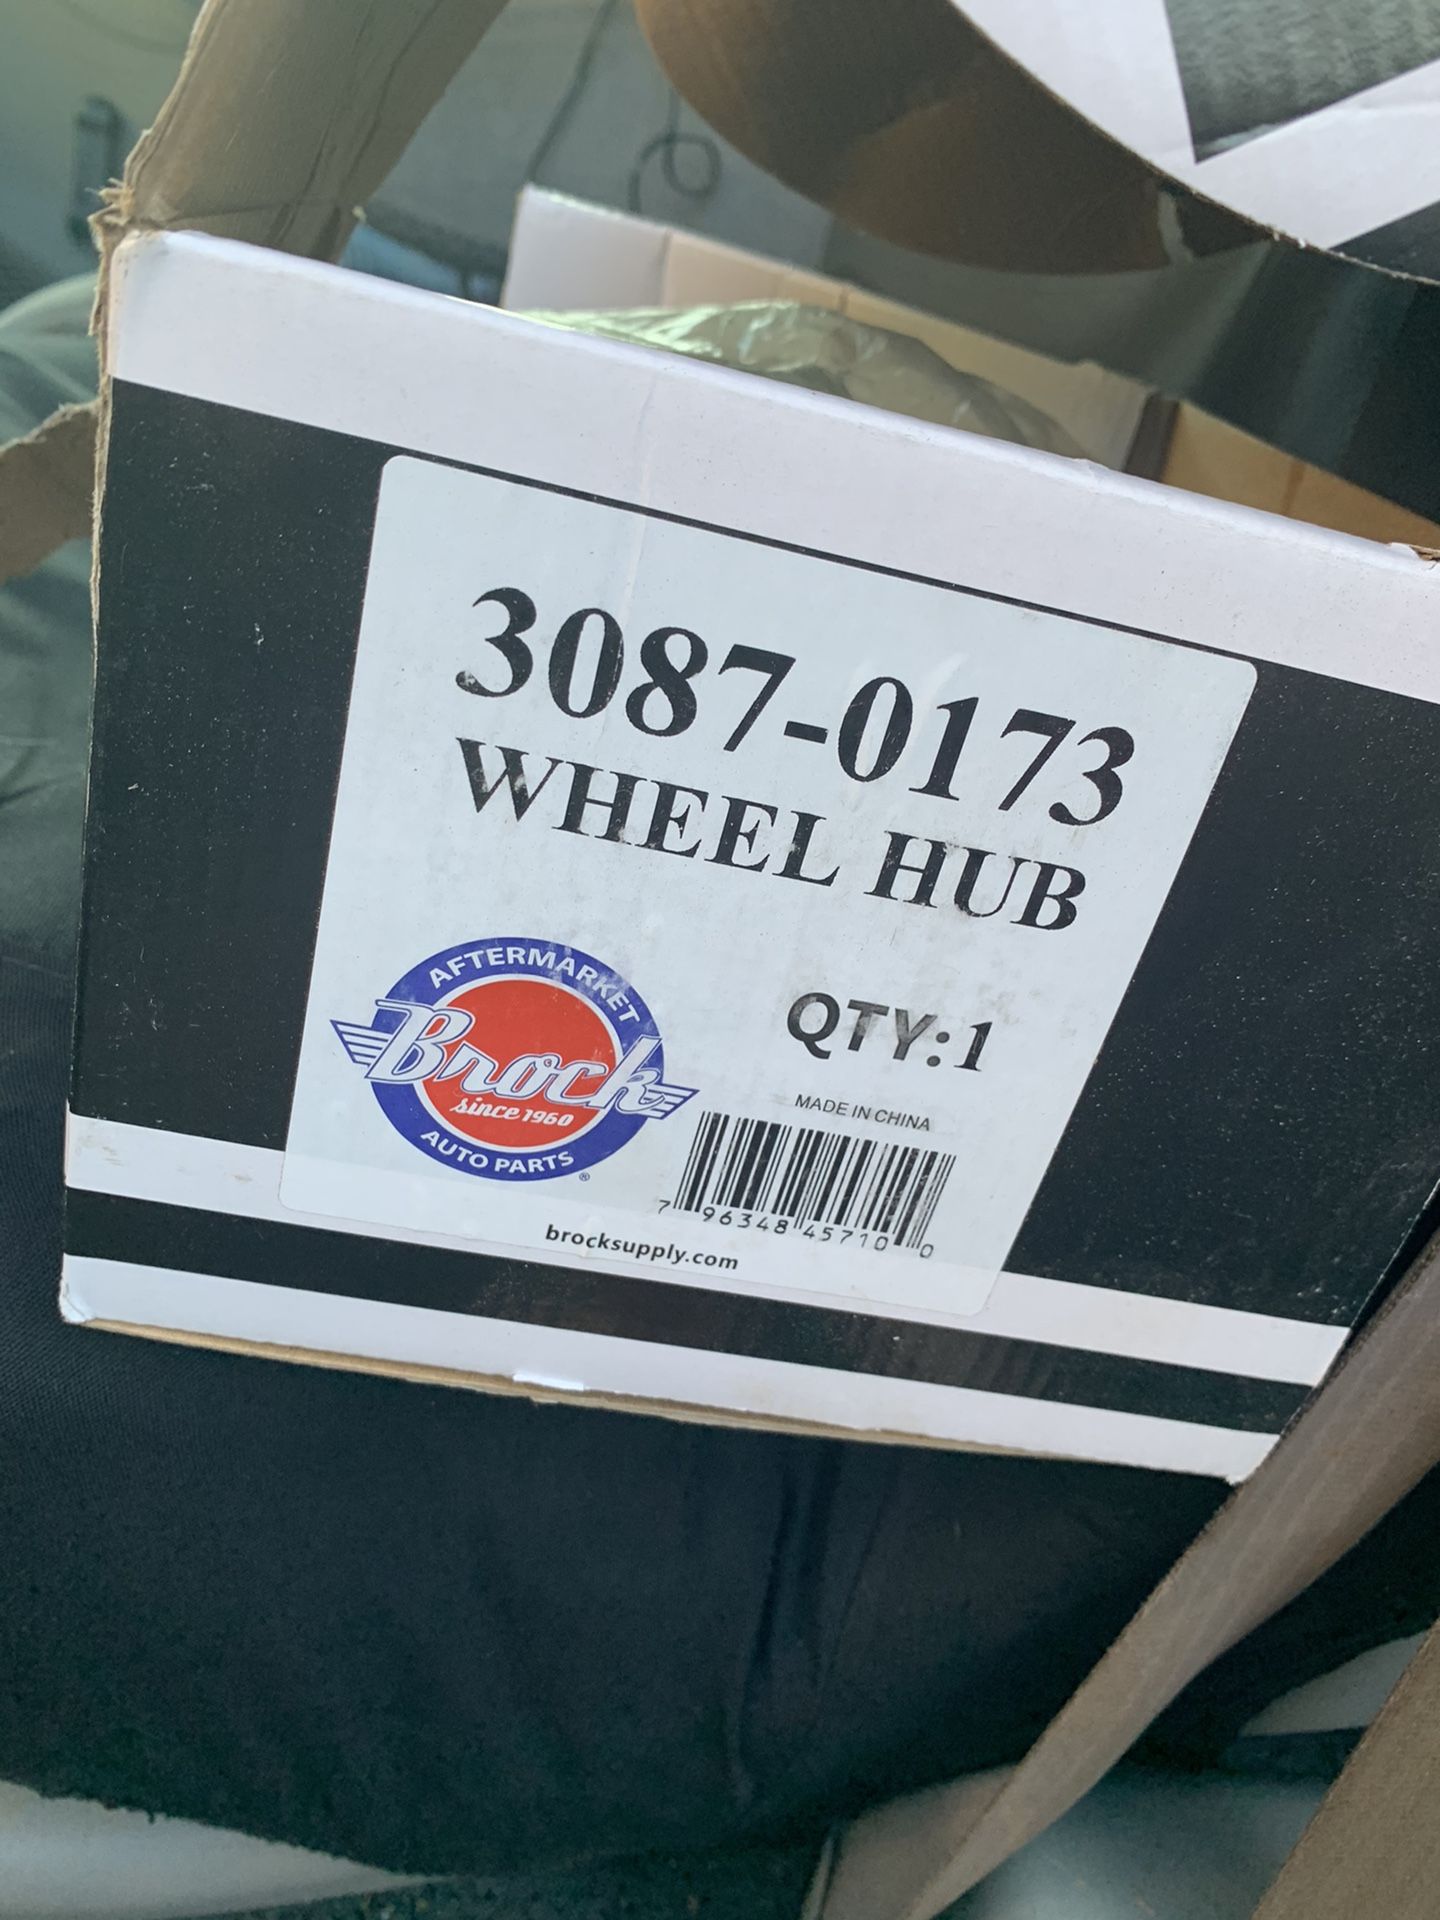 3087-0173
WHEEL HUB
AFTERMARKET
Brock
since 1960
AUTO PARTS
®
QTY:1
MADE IN CHINA
7 96348 45710 0
brocksupply.com